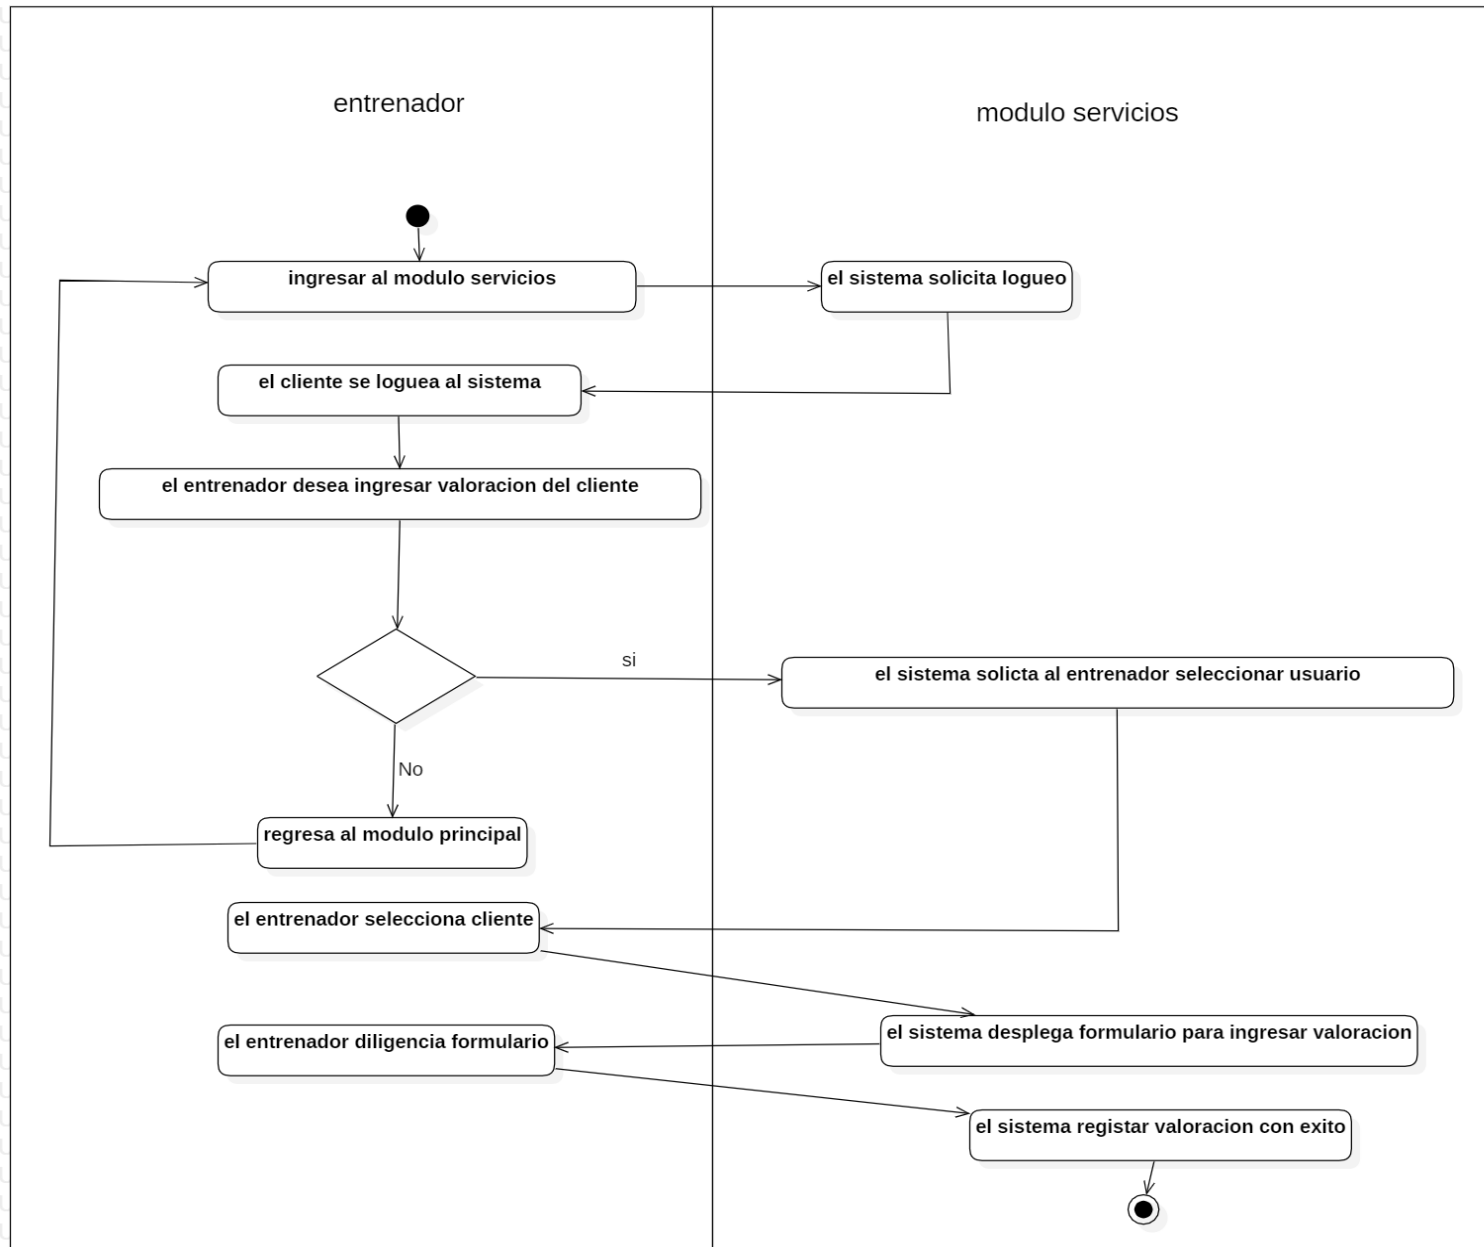 entrenador
modulo servicios
ingresar al modulo servicios
el sistema solicita logueo
el cliente se loguea al sistema
el entrenador desea ingresar valoracion del cliente
si
el sistema solicta al entrenador seleccionar usuario
No
regresa al modulo principal
el entrenador selecciona cliente
el sistema desplega formulario para ingresar valoracion
el entrenador diligencia formulario
el sistema registar valoracion con exito